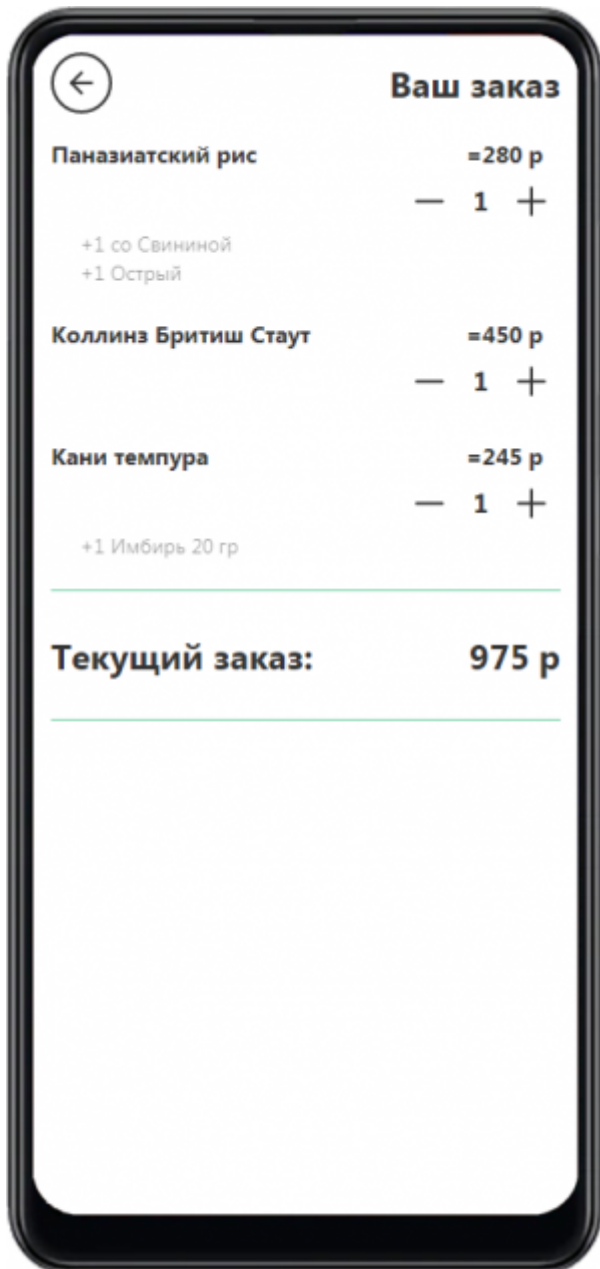 Ваш заказ
Паназиатский рис =280 р
— 1 +
+1 со Свининой
+1 Острый
Коллинз Бритиш Стаут =450 р
— 1 +
Кани темпура =245 р
— 1 +
+1 Имбирь 20 гр
Текущий заказ: 975 р